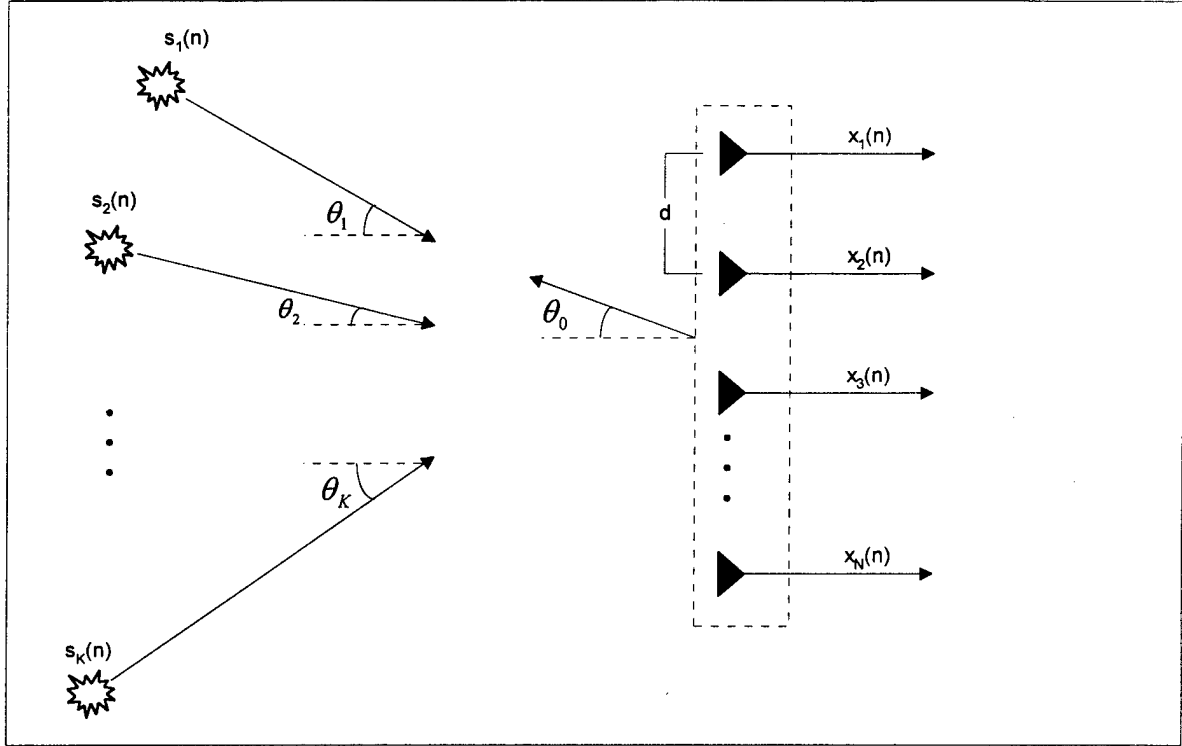 s₁(n)
x₁(n)
s₂(n)
θ₁
d
x₂(n)
θ₂
θ₀
x₃(n)
θ_K
x_N(n)
s_K(n)